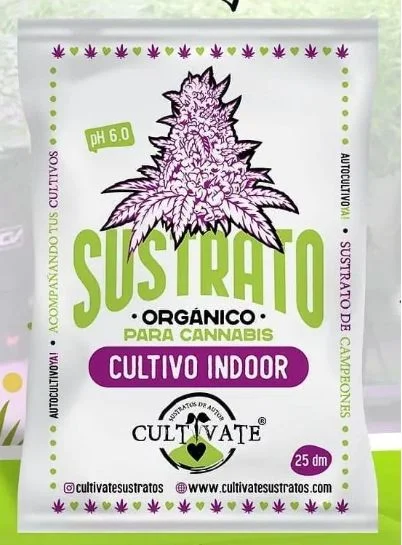 pH 6.0
SUSTRATO
• ORGÁNICO •
PARA CANNABIS
CULTIVO INDOOR
SUSTRATOS DE AUTOR
CULTIVATE®
25 dm
cultivatesustratos
www.cultivatesustratos.com
AUTOCULTIVOYA! • ACOMPAÑANDO TUS CULTIVOS
AUTOCULTIVOYA! • SUSTRATO DE CAMPEONES